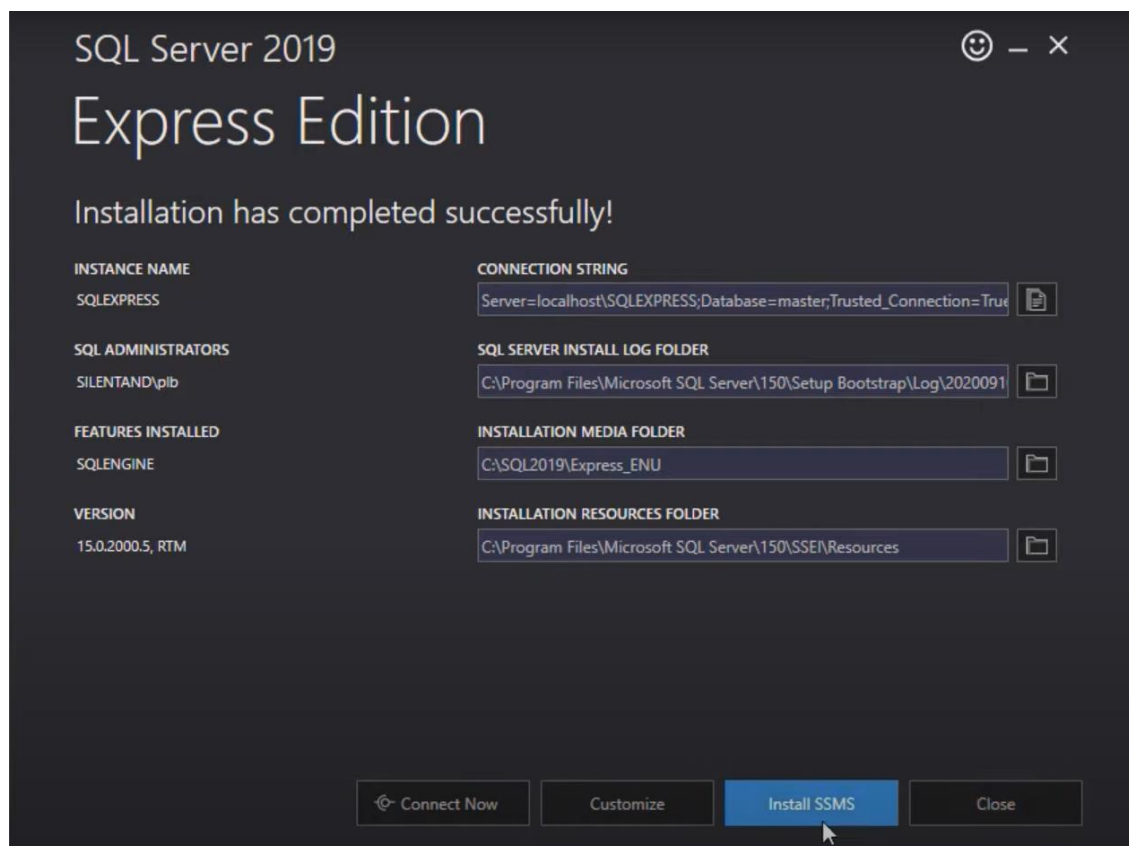 SQL Server 2019
Express Edition
Installation has completed successfully!
INSTANCE NAME
SQLEXPRESS
CONNECTION STRING
Server=localhost\SQLEXPRESS;Database=master;Trusted_Connection=True
SQL ADMINISTRATORS
SILENTAND\plb
SQL SERVER INSTALL LOG FOLDER
C:\Program Files\Microsoft SQL Server\150\Setup Bootstrap\Log\2020091
FEATURES INSTALLED
SQLENGINE
INSTALLATION MEDIA FOLDER
C:\SQL2019\Express_ENU
VERSION
15.0.2000.5, RTM
INSTALLATION RESOURCES FOLDER
C:\Program Files\Microsoft SQL Server\150\SSEI\Resources
Connect Now
Customize
Install SSMS
Close